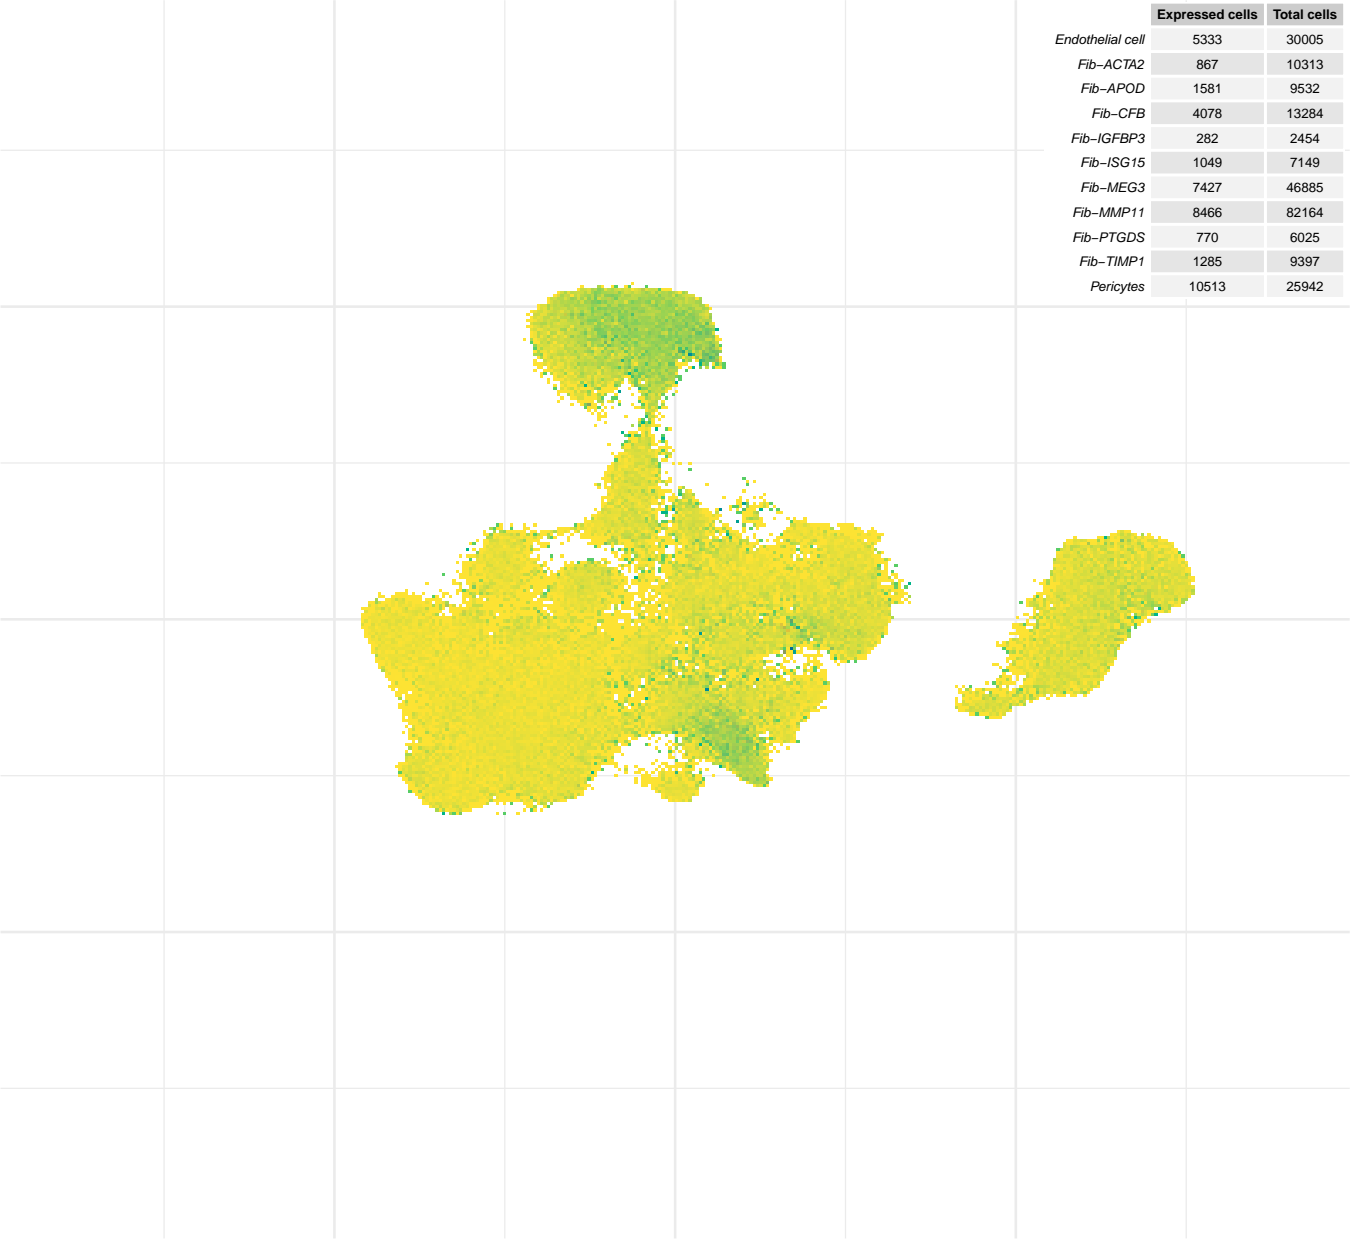 Expressed cells Total cells
Endothelial cell 5333 30005
Fib−ACTA2 867 10313
Fib−APOD 1581 9532
Fib−CFB 4078 13284
Fib−IGFBP3 282 2454
Fib−ISG15 1049 7149
Fib−MEG3 7427 46885
Fib−MMP11 8466 82164
Fib−PTGDS 770 6025
Fib−TIMP1 1285 9397
Pericytes 10513 25942